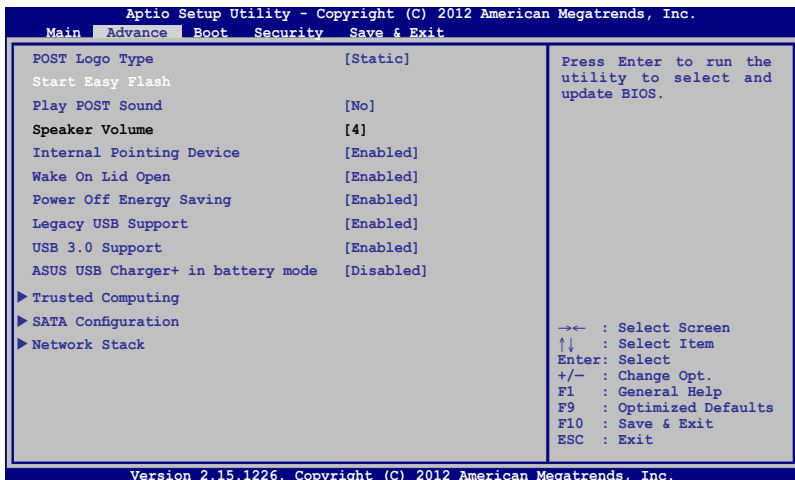 Aptio Setup Utility - Copyright (C) 2012 American Megatrends, Inc.
Main Advance Boot Security Save & Exit
POST Logo Type [Static]
Start Easy Flash
Play POST Sound [No]
Speaker Volume [4]
Internal Pointing Device [Enabled]
Wake On Lid Open [Enabled]
Power Off Energy Saving [Enabled]
Legacy USB Support [Enabled]
USB 3.0 Support [Enabled]
ASUS USB Charger+ in battery mode [Disabled]
Trusted Computing
SATA Configuration
Network Stack
Press Enter to run the
utility to select and
update BIOS.
→← : Select Screen
↑↓ : Select Item
Enter: Select
+/— : Change Opt.
F1 : General Help
F9 : Optimized Defaults
F10 : Save & Exit
ESC : Exit
Version 2.15.1226. Copyright (C) 2012 American Megatrends, Inc.